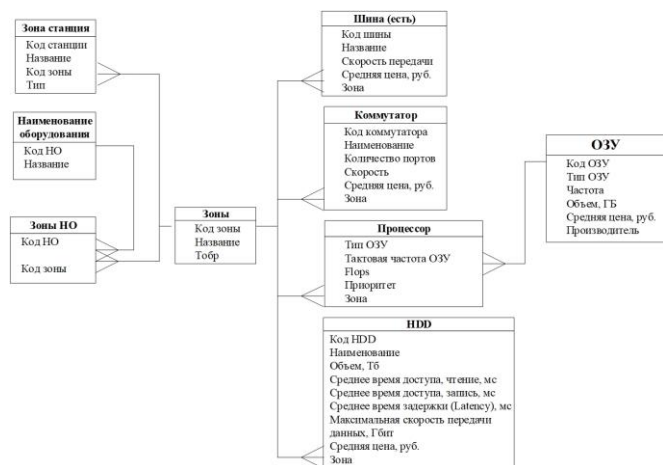 Зона станция
Код станции
Название
Код зоны
Тип
Наименование
оборудования
Код НО
Название
Зоны НО
Код НО
Код зоны
Зоны
Код зоны
Название
Тобр
Шина (есть)
Код шины
Название
Скорость передачи
Средняя цена, руб.
Зона
Коммутатор
Код коммутатора
Наименование
Количество портов
Скорость
Средняя цена, руб.
Зона
Процессор
Тип ОЗУ
Тактовая частота ОЗУ
Flops
Приоритет
Зона
HDD
Код HDD
Наименование
Объем, Тб
Среднее время доступа, чтение, мс
Среднее время доступа, запись, мс
Среднее время задержки (Latency), мс
Максимальная скорость передачи
данных, Гбит
Средняя цена, руб.
Зона
ОЗУ
Код ОЗУ
Тип ОЗУ
Частота
Объем, ГБ
Средняя цена, руб.
Производитель